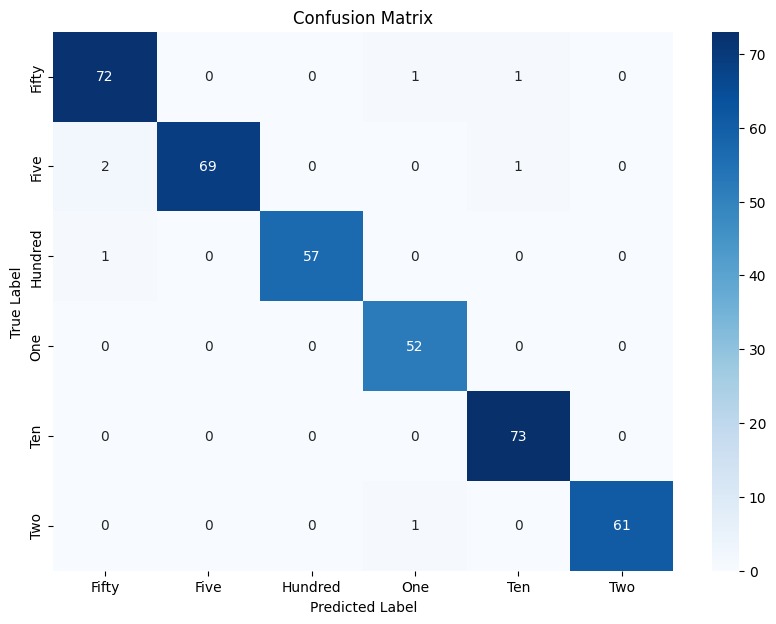 Confusion Matrix
Fifty 72 0 0 1 1 0
Five 2 69 0 0 1 0
Hundred 1 0 57 0 0 0
One 0 0 0 52 0 0
Ten 0 0 0 0 73 0
Two 0 0 0 1 0 61
Fifty Five Hundred One Ten Two
Predicted Label
True Label
70
60
50
40
30
20
10
0